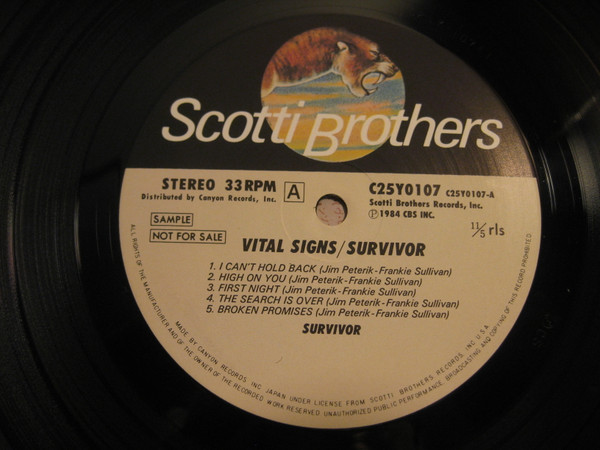 Scotti Brothers
STEREO 33RPM A C25Y0107 C25Y0107-A
Distributed by Canyon Records, Inc. Scotti Brothers Records, Inc.
Ⓟ1984 CBS INC.
SAMPLE
NOT FOR SALE
11/5 rls
VITAL SIGNS/SURVIVOR
1. I CAN'T HOLD BACK (Jim Peterik-Frankie Sullivan)
2. HIGH ON YOU (Jim Peterik-Frankie Sullivan)
3. FIRST NIGHT (Jim Peterik-Frankie Sullivan)
4. THE SEARCH IS OVER (Jim Peterik-Frankie Sullivan)
5. BROKEN PROMISES (Jim Peterik-Frankie Sullivan)
SURVIVOR
MADE BY CANYON RECORDS, INC. JAPAN UNDER LICENSE FROM SCOTTI BROTHERS RECORDS, INC. U.S.A.
ALL RIGHTS OF THE MANUFACTURER AND OF THE OWNER OF THE RECORDED WORK RESERVED. UNAUTHORIZED PUBLIC PERFORMANCE, BROADCASTING AND COPYING OF THIS RECORD PROHIBITED.